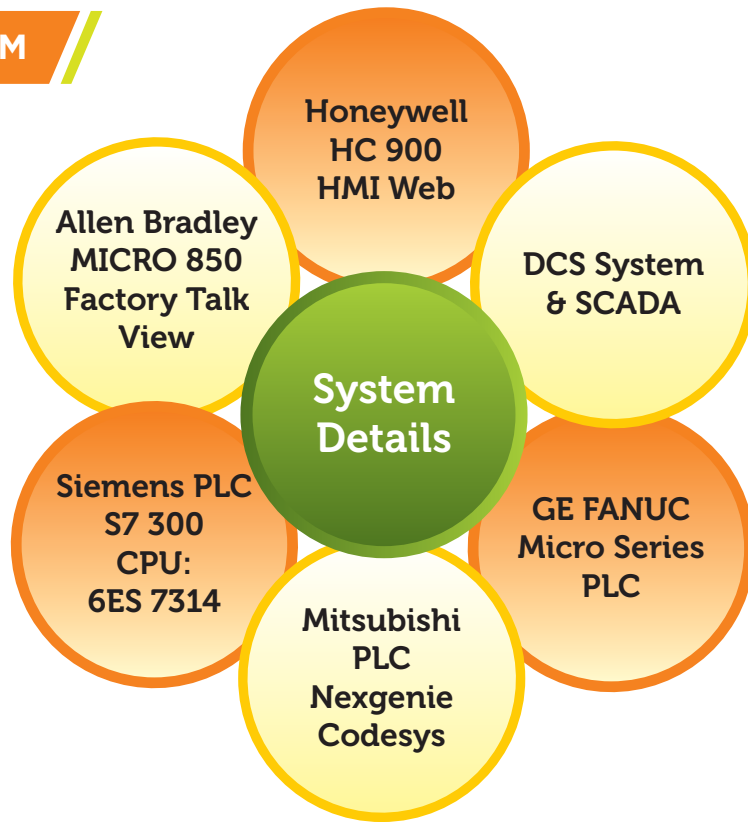 M
Honeywell
HC 900
HMI Web
Allen Bradley
MICRO 850
Factory Talk
View
DCS System
& SCADA
System
Details
Siemens PLC
S7 300
CPU:
6ES 7314
GE FANUC
Micro Series
PLC
Mitsubishi
PLC
Nexgenie
Codesys